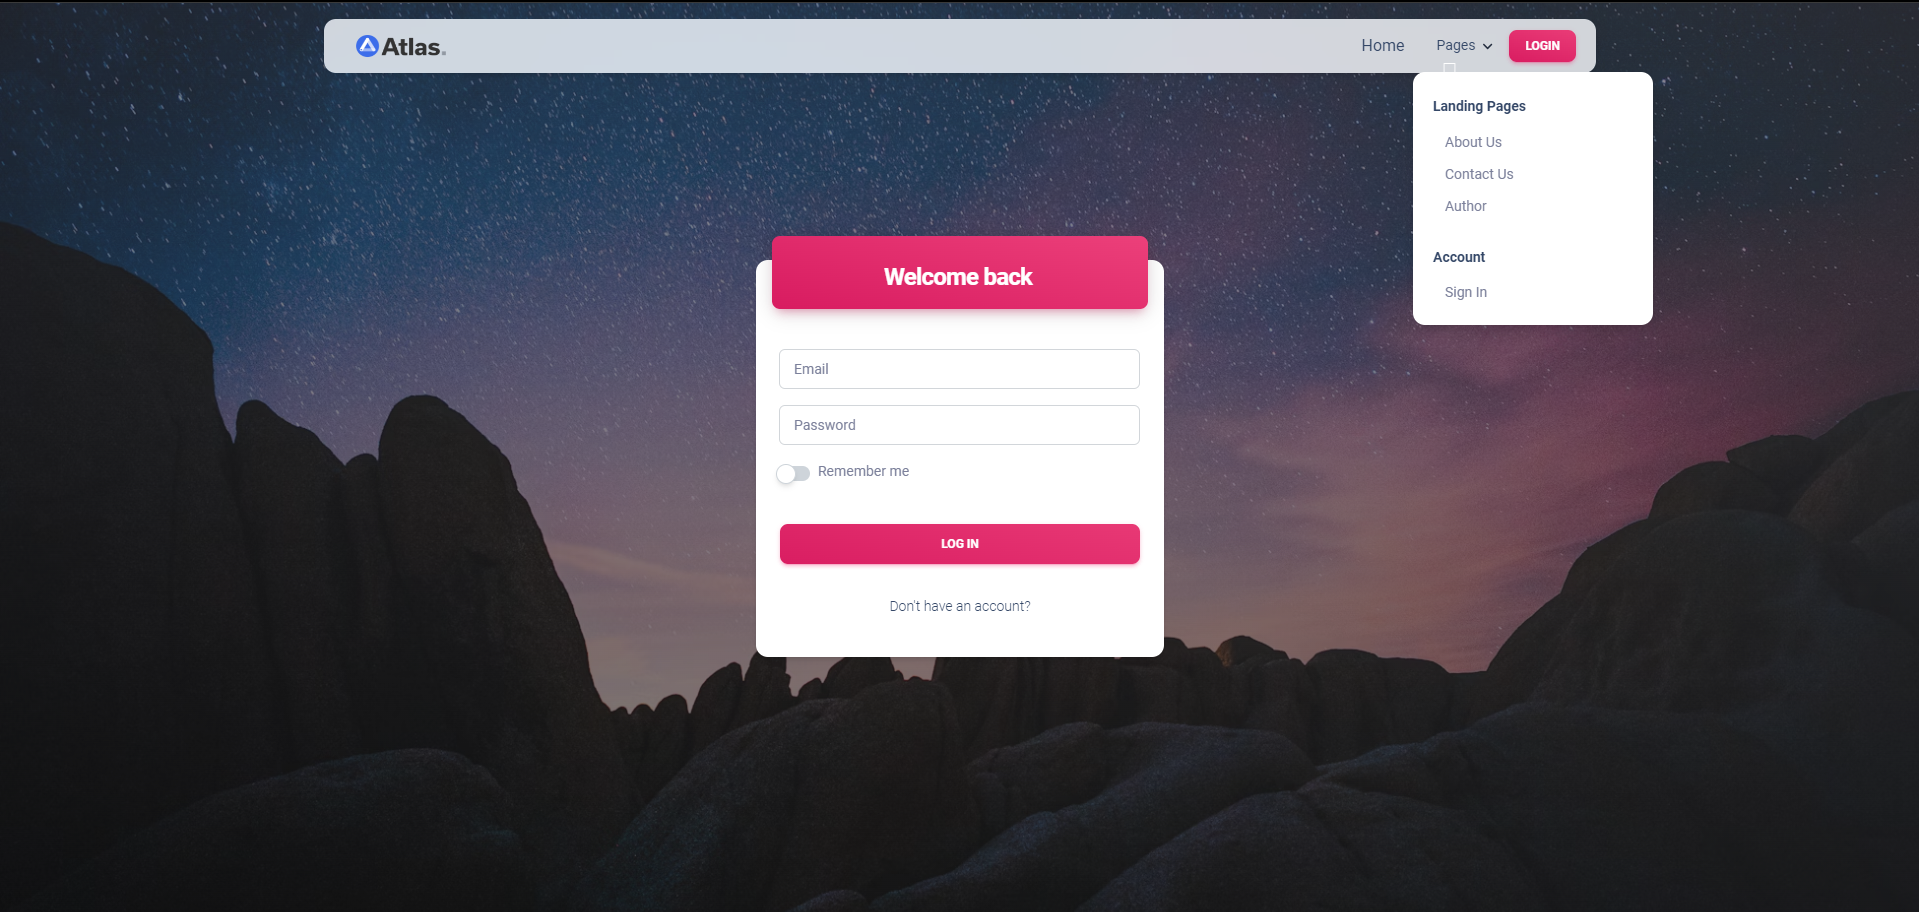 Atlas.
Home
Pages
LOGIN
Landing Pages
About Us
Contact Us
Author
Account
Sign In
Welcome back
Email
Password
Remember me
LOG IN
Don't have an account?